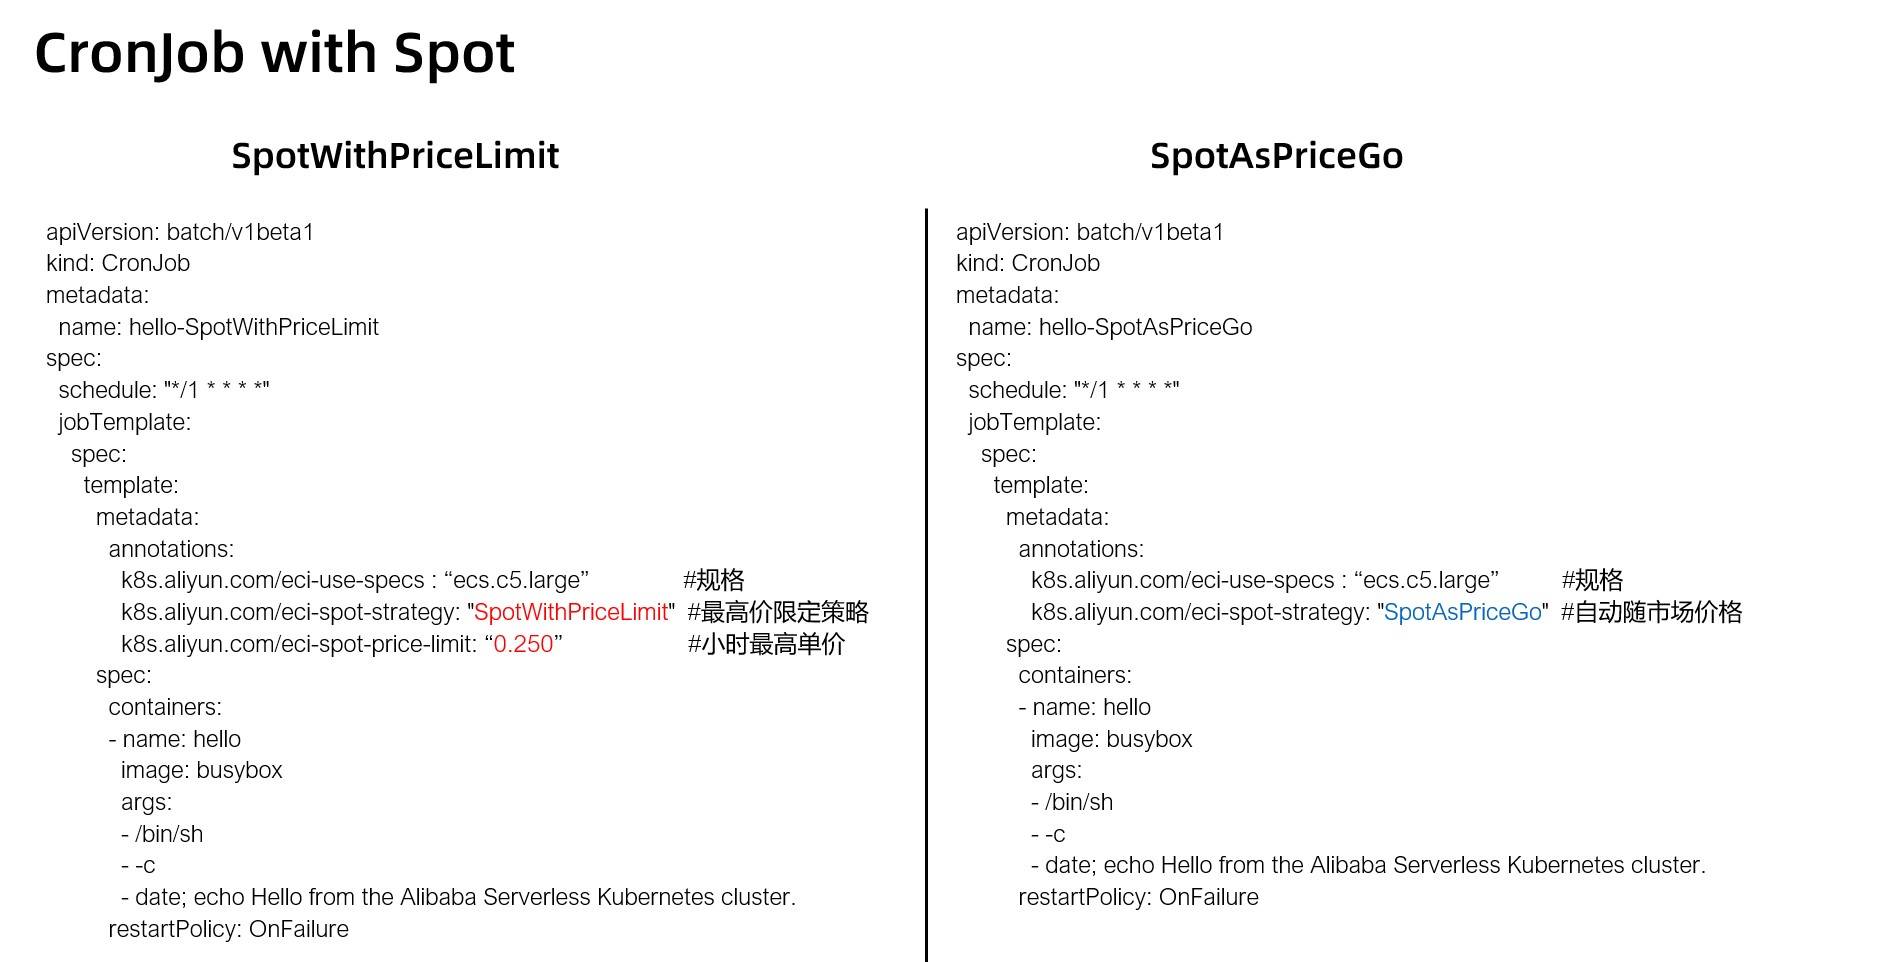 CronJob with Spot
SpotWithPriceLimit
apiVersion: batch/v1beta1
kind: CronJob
metadata:
  name: hello-SpotWithPriceLimit
spec:
  schedule: "*/1 * * * *"
  jobTemplate:
    spec:
      template:
        metadata:
          annotations:
            k8s.aliyun.com/eci-use-specs : “ecs.c5.large” #规格
            k8s.aliyun.com/eci-spot-strategy: "SpotWithPriceLimit" #最高价限定策略
            k8s.aliyun.com/eci-spot-price-limit: “0.250” #小时最高单价
        spec:
          containers:
          - name: hello
            image: busybox
            args:
            - /bin/sh
            - -c
            - date; echo Hello from the Alibaba Serverless Kubernetes cluster.
          restartPolicy: OnFailure
SpotAsPriceGo
apiVersion: batch/v1beta1
kind: CronJob
metadata:
  name: hello-SpotAsPriceGo
spec:
  schedule: "*/1 * * * *"
  jobTemplate:
    spec:
      template:
        metadata:
          annotations:
            k8s.aliyun.com/eci-use-specs : “ecs.c5.large” #规格
            k8s.aliyun.com/eci-spot-strategy: "SpotAsPriceGo" #自动随市场价格
        spec:
          containers:
          - name: hello
            image: busybox
            args:
            - /bin/sh
            - -c
            - date; echo Hello from the Alibaba Serverless Kubernetes cluster.
          restartPolicy: OnFailure